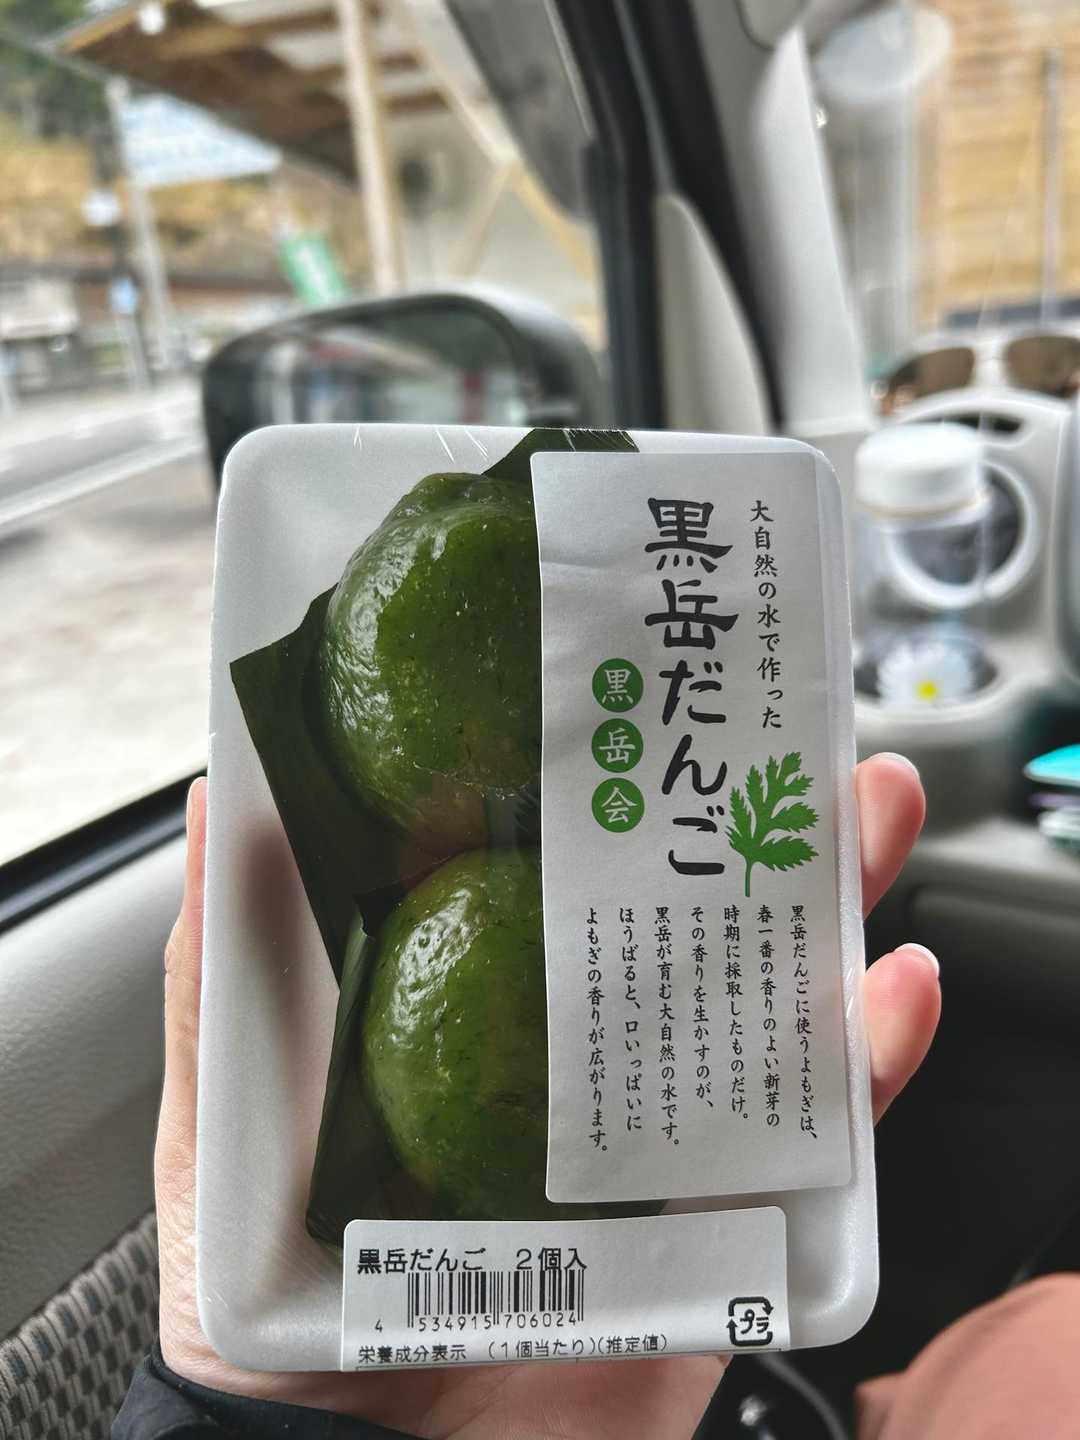 大自然の水で作った
黒岳だんご
黒岳会
黒岳だんごに使うよもぎは、
春一番の香りのよい新芽の
時期に採取したものだけ。
その香りを生かすのが、
黒岳が育む大自然の水です。
ほうばると、口いっぱいに
よもぎの香りが広がります。
黒岳だんご 2個入
4 534915 706024
プラ
栄養成分表示 (1個当たり)(推定値)